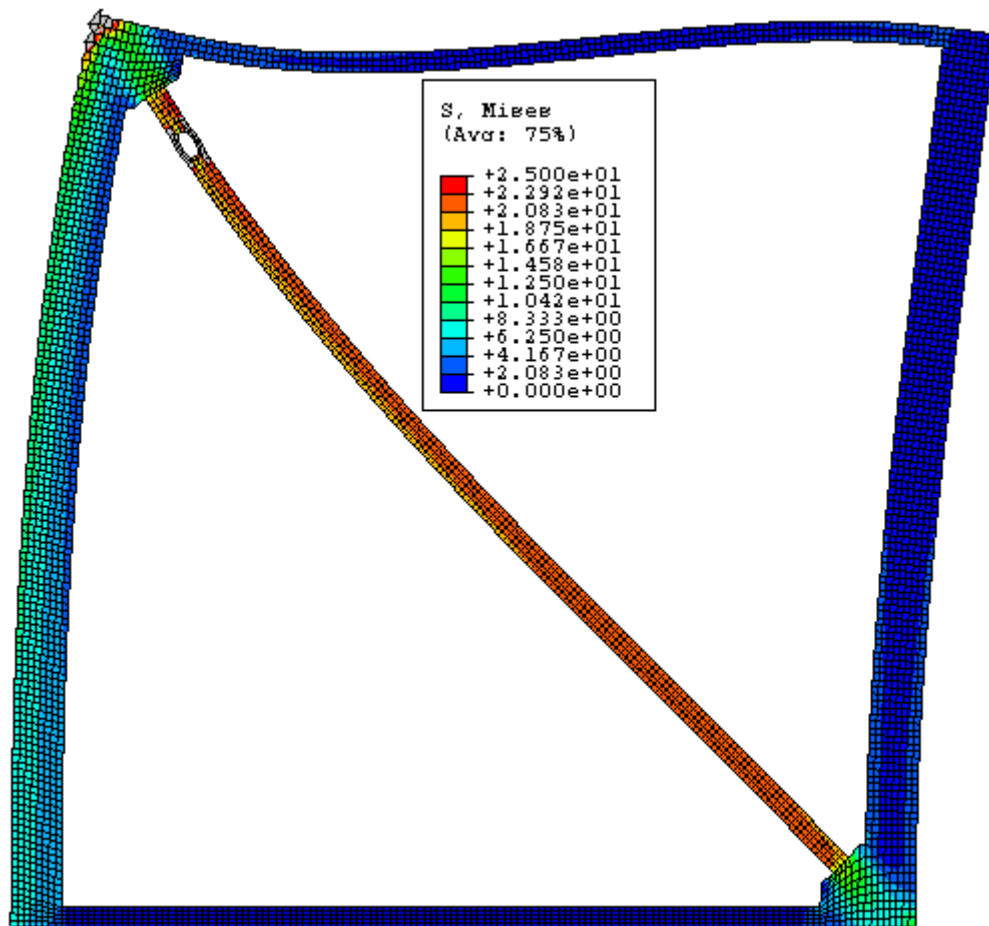 S, Mises
(Avg: 75%)
+2.500e+01
+2.292e+01
+2.083e+01
+1.875e+01
+1.667e+01
+1.458e+01
+1.250e+01
+1.042e+01
+8.333e+00
+6.250e+00
+4.167e+00
+2.083e+00
+0.000e+00